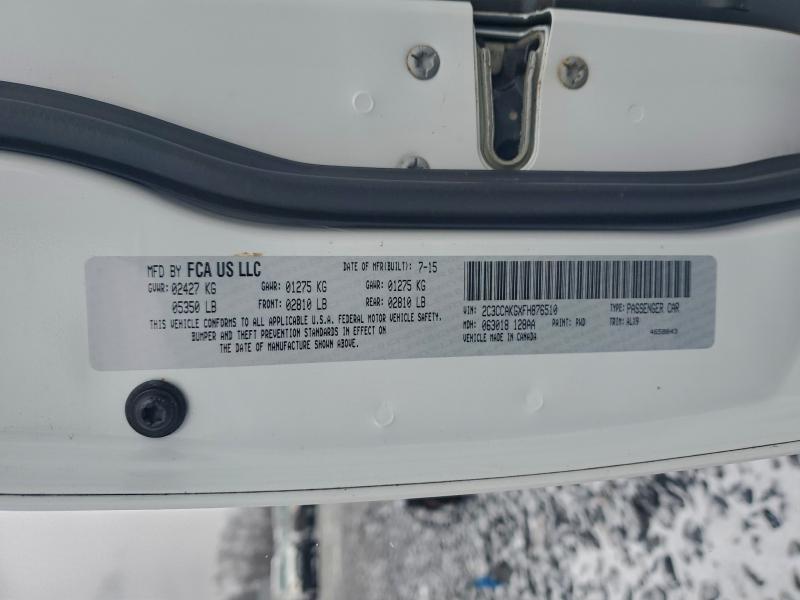 MFD BY FCA US LLC DATE OF MFR(BUILT): 7-15
GVWR: 02427 KG GAWR: 01275 KG GAWR: 01275 KG
05350 LB FRONT: 02810 LB REAR: 02810 LB
THIS VEHICLE CONFORMS TO ALL APPLICABLE U.S.A. FEDERAL MOTOR VEHICLE SAFETY,
BUMPER AND THEFT PREVENTION STANDARDS IN EFFECT ON
THE DATE OF MANUFACTURE SHOWN ABOVE.
VIN: 2C3CCAKGXFH876510 TYPE: PASSENGER CAR
MDH: 063018 128AA PAINT: PWD TRIM: ALX9
VEHICLE MADE IN CANADA 4658843